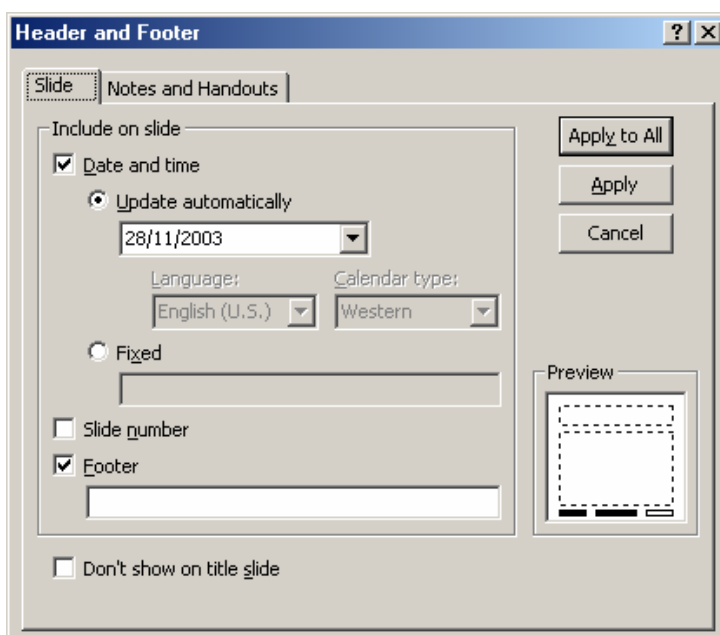 Header and Footer
Slide
Notes and Handouts
Include on slide
Date and time
Update automatically
28/11/2003
Language:
Calendar type:
English (U.S.)
Western
Fixed
Slide number
Footer
Don't show on title slide
Apply to All
Apply
Cancel
Preview